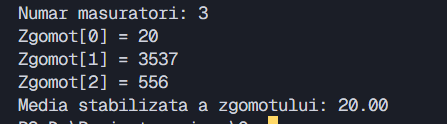 Numar masuratori: 3
Zgomot[0] = 20
Zgomot[1] = 3537
Zgomot[2] = 556
Media stabilizata a zgomotului: 20.00